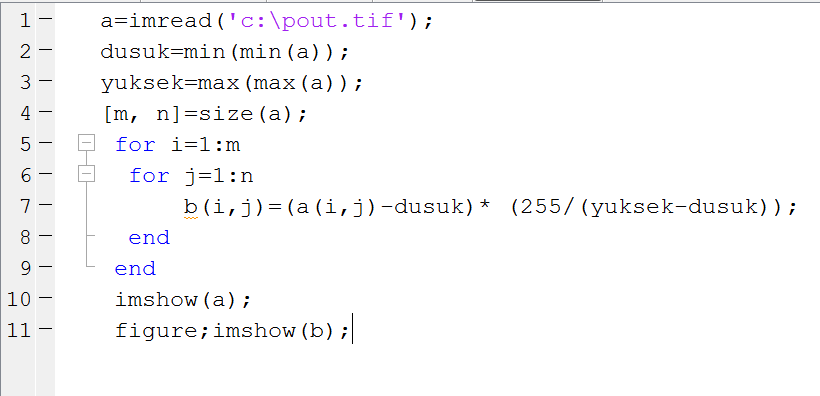 1 a=imread('c:\pout.tif');
2 dusuk=min(min(a));
3 yuksek=max(max(a));
4 [m, n]=size(a);
5 for i=1:m
6 for j=1:n
7 b(i,j)=(a(i,j)-dusuk)* (255/(yuksek-dusuk));
8 end
9 end
10 imshow(a);
11 figure;imshow(b);